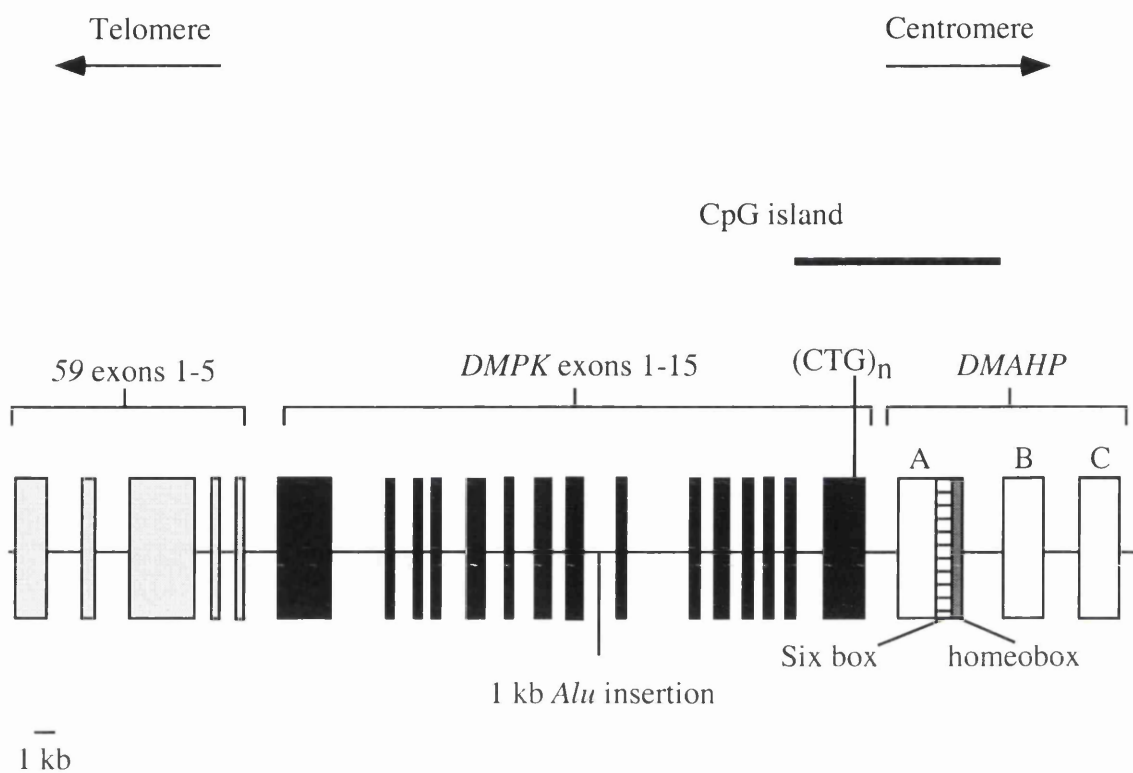 Telomere
Centromere
CpG island
59 exons 1-5
DMPK exons 1-15
(CTG)n
DMAHP
A
B
C
Six box
homeobox
1 kb Alu insertion
1 kb